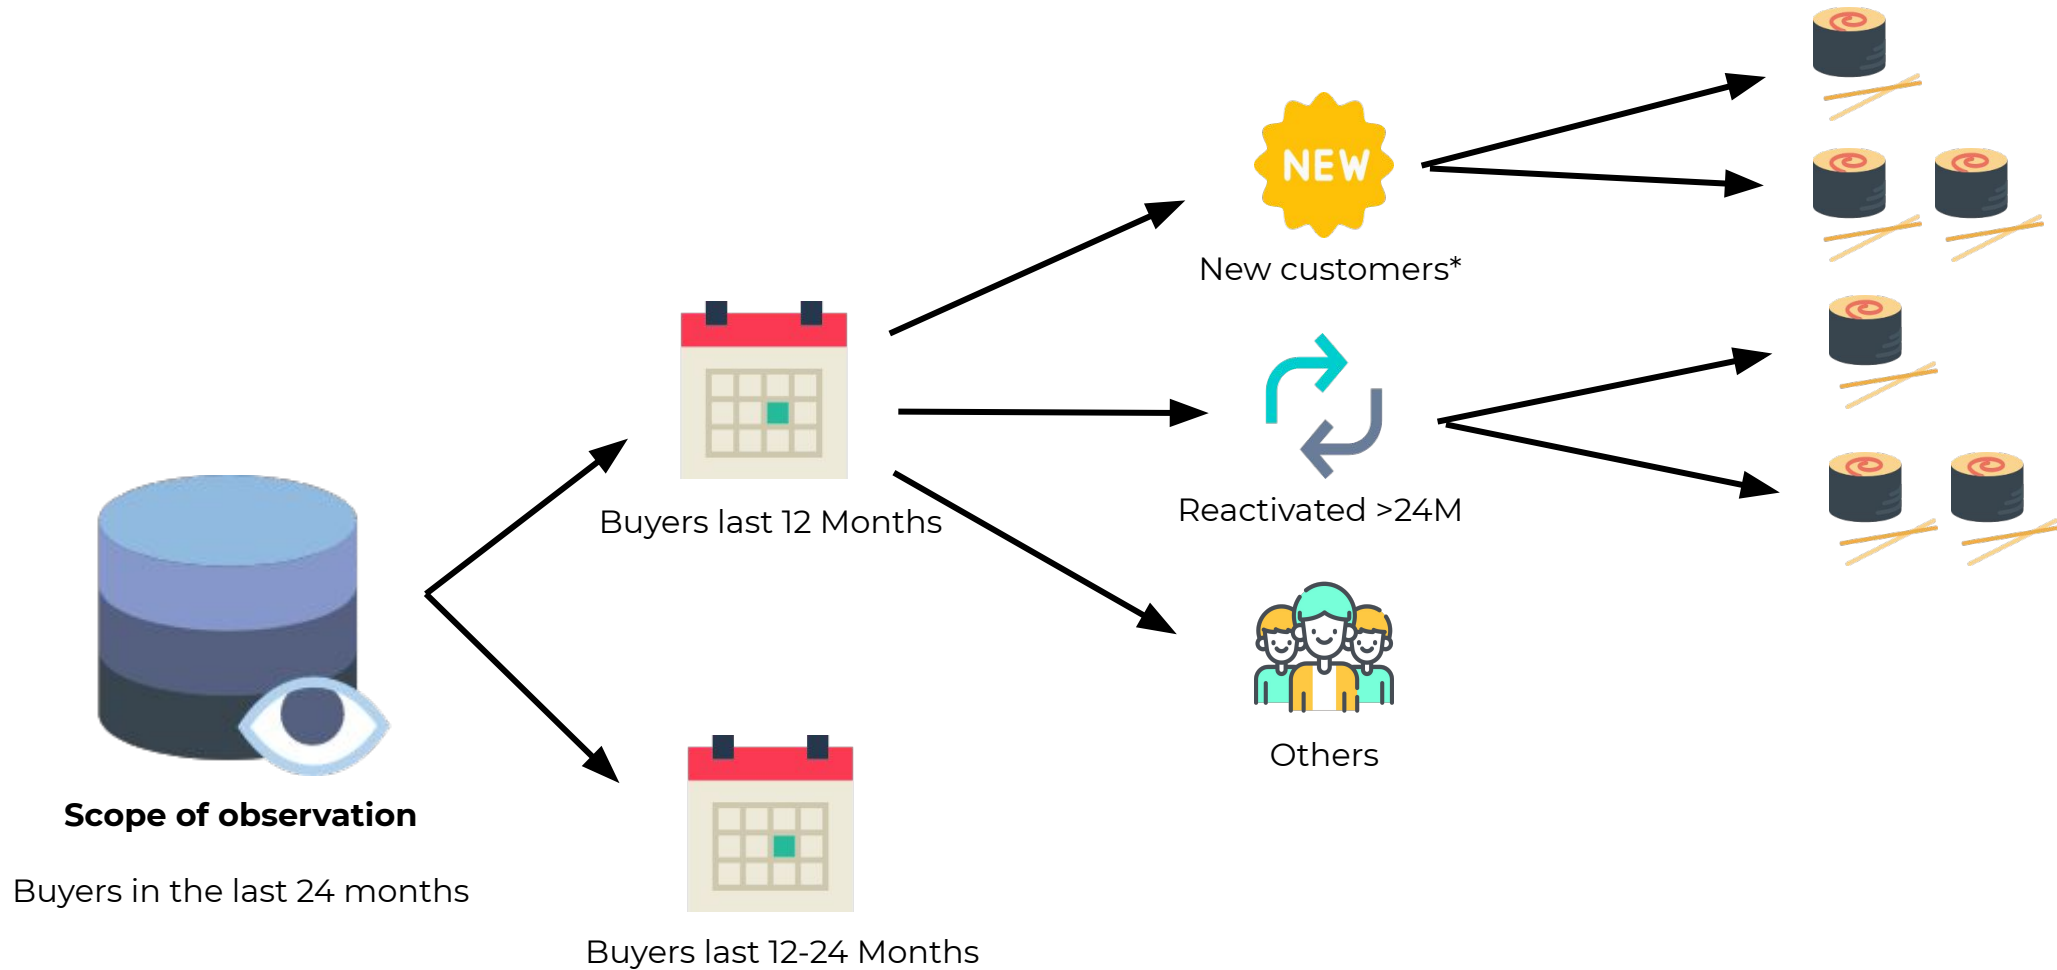 NEW
New customers*
Buyers last 12 Months
Reactivated >24M
Others
Scope of observation
Buyers in the last 24 months
Buyers last 12-24 Months